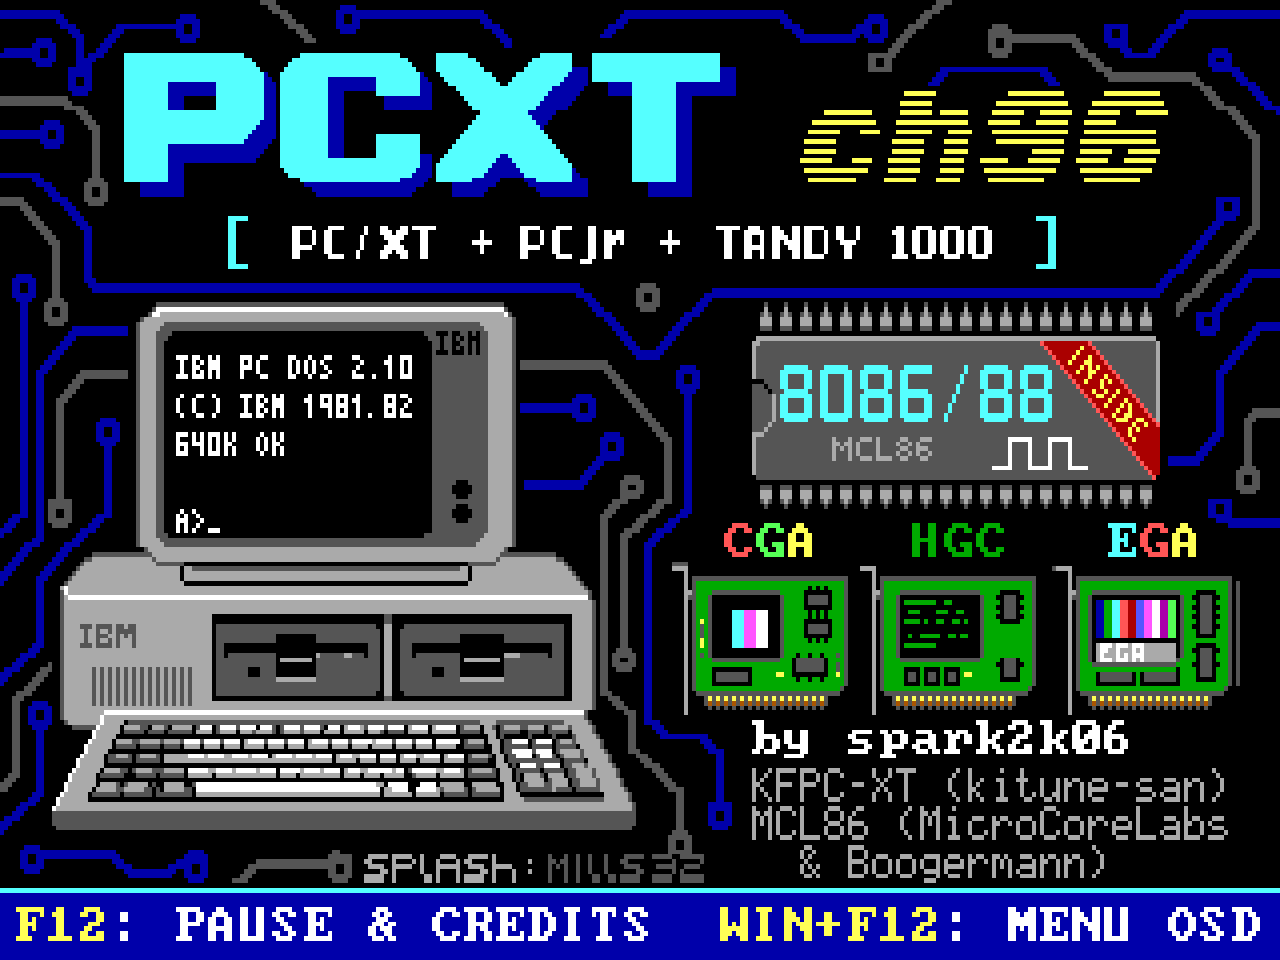 PCXT ch96
[ PC/XT + PCJr + TANDY 1000 ]
IBM
IBM PC DOS 2.10
(C) IBM 1981.82
640K OK
A>_
IBM
8086/88
INSIDE
MCL86
CGA HGC EGA
EGA
by spark2k06
KFPC-XT (kitune-san)
MCL86 (MicroCoreLabs
& Boogermann)
SPLASH: MILLS32
F12: PAUSE & CREDITS WIN+F12: MENU OSD